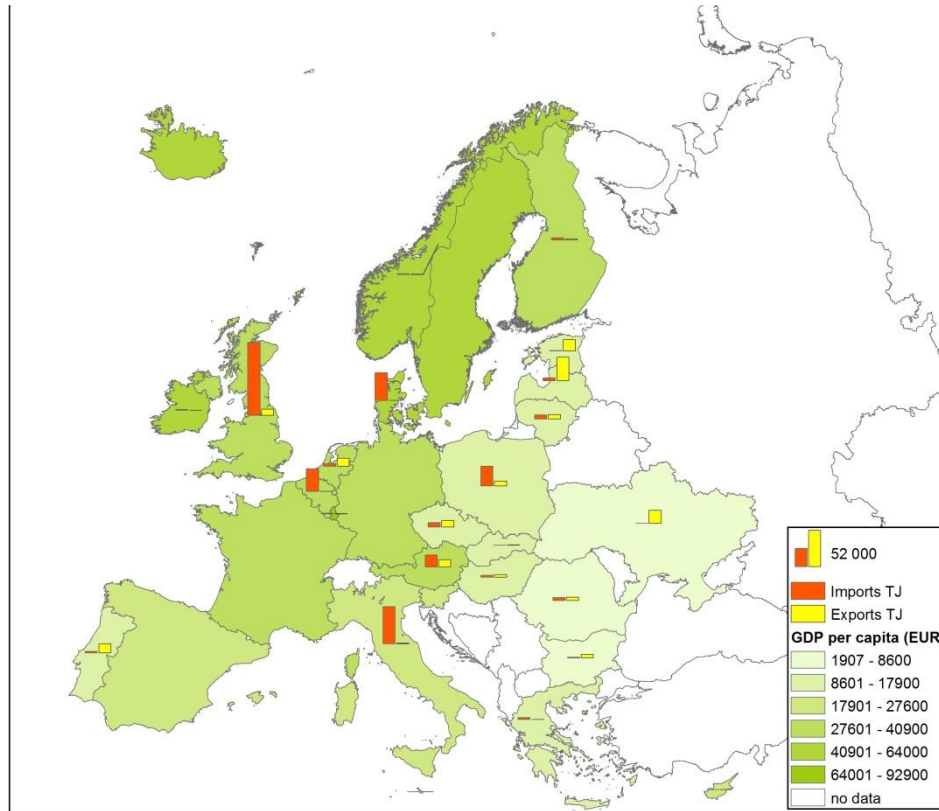 52 000
Imports TJ
Exports TJ
GDP per capita (EUR
1907 - 8600
8601 - 17900
17901 - 27600
27601 - 40900
40901 - 64000
64001 - 92900
no data